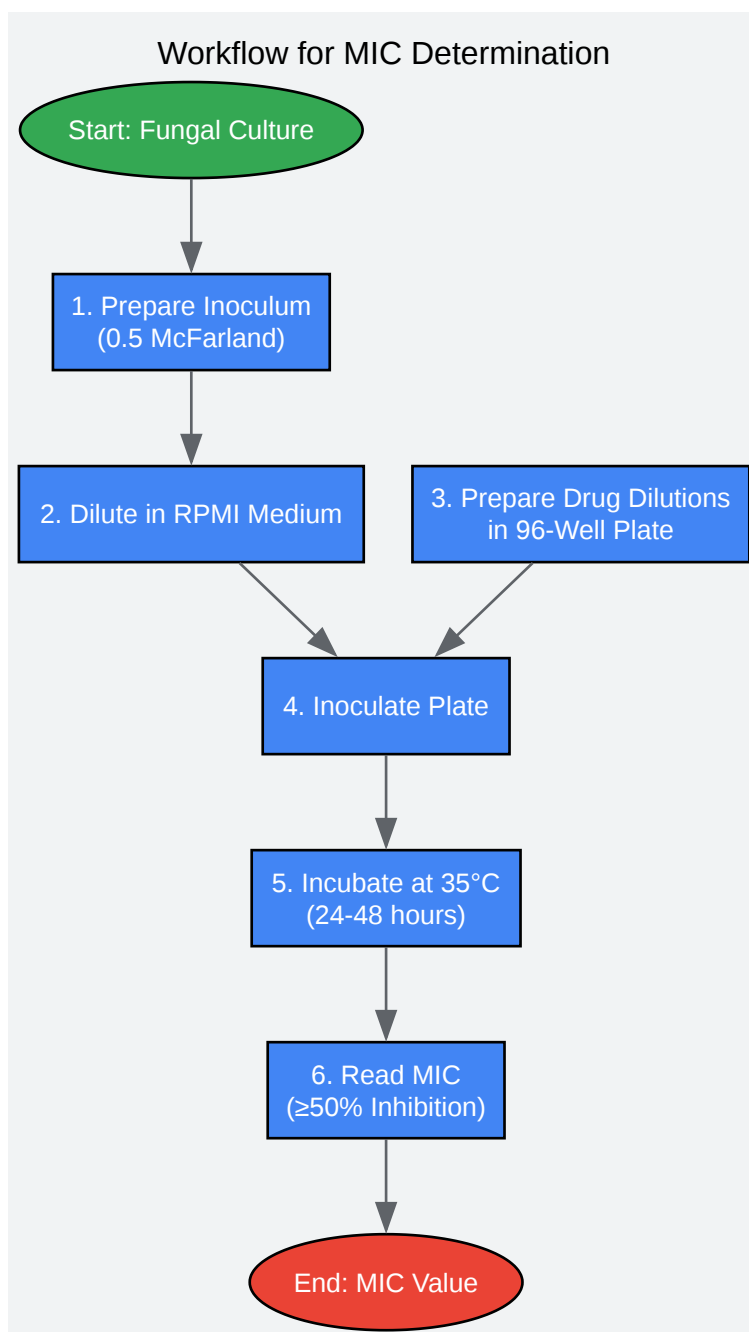 Workflow for MIC Determination
Start: Fungal Culture
1. Prepare Inoculum
(0.5 McFarland)
2. Dilute in RPMI Medium
3. Prepare Drug Dilutions
in 96-Well Plate
4. Inoculate Plate
5. Incubate at 35°C
(24-48 hours)
6. Read MIC
(≥50% Inhibition)
End: MIC Value